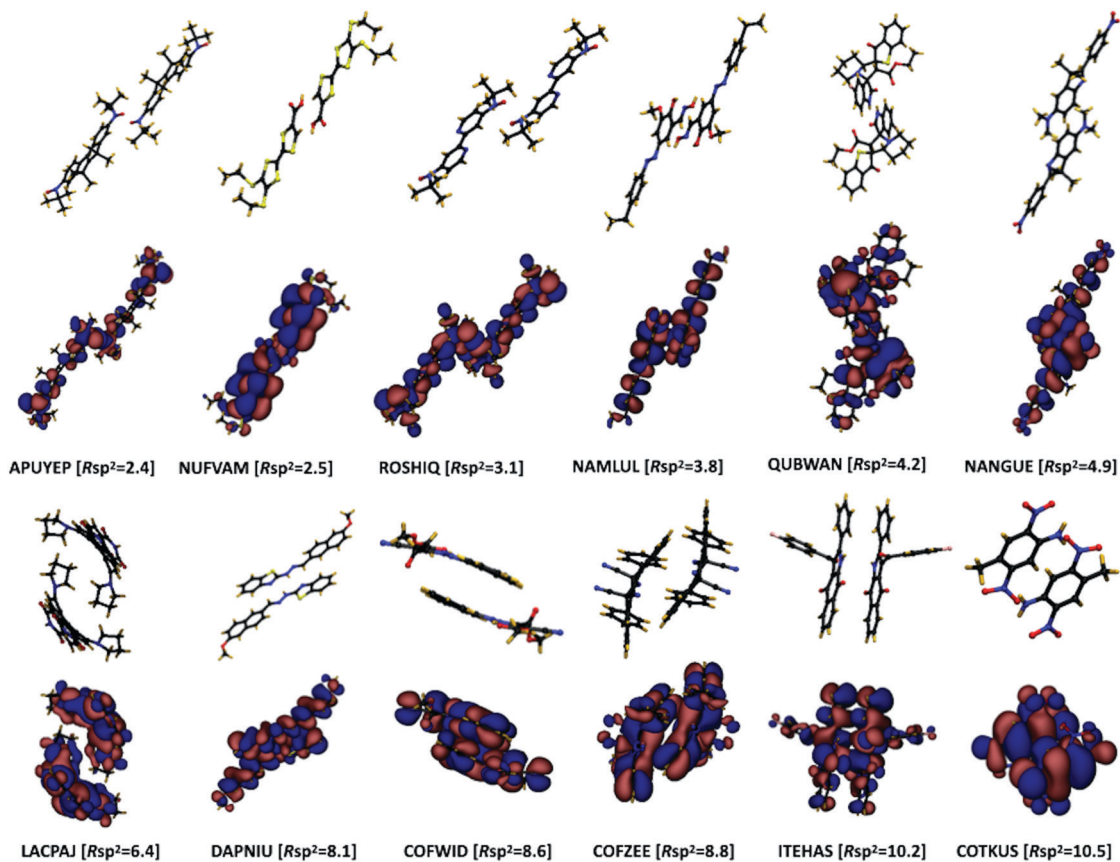 APUYEP [Rsp²=2.4] NUFVAM [Rsp²=2.5] ROSHIQ [Rsp²=3.1] NAMLUL [Rsp²=3.8] QUBWAN [Rsp²=4.2] NANGUE [Rsp²=4.9]
LACPAJ [Rsp²=6.4] DAPNIU [Rsp²=8.1] COFWID [Rsp²=8.6] COFZEE [Rsp²=8.8] ITEHAS [Rsp²=10.2] COTKUS [Rsp²=10.5]